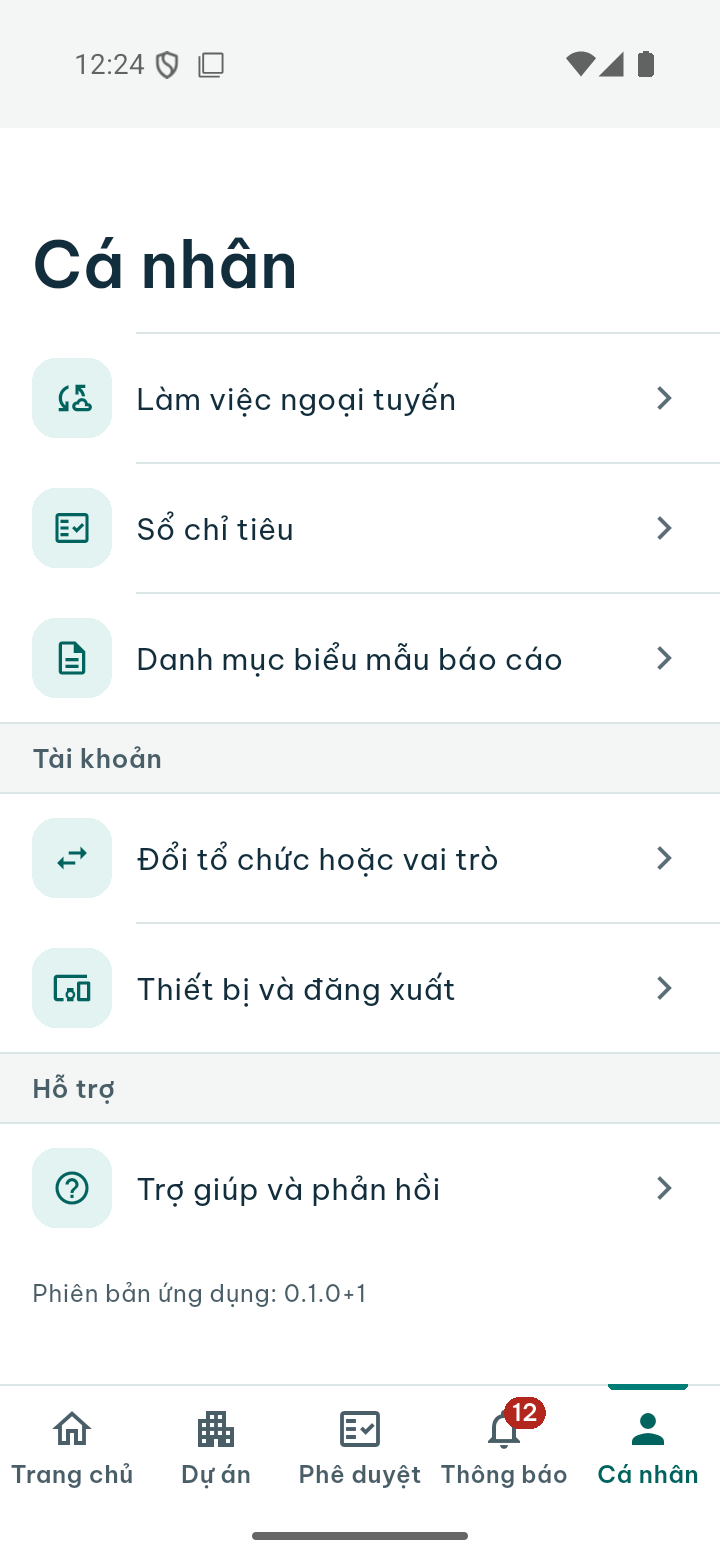 12:24
Cá nhân
Làm việc ngoại tuyến
Sổ chỉ tiêu
Danh mục biểu mẫu báo cáo
Tài khoản
Đổi tổ chức hoặc vai trò
Thiết bị và đăng xuất
Hỗ trợ
Trợ giúp và phản hồi
Phiên bản ứng dụng: 0.1.0+1
12
Trang chủ
Dự án
Phê duyệt
Thông báo
Cá nhân